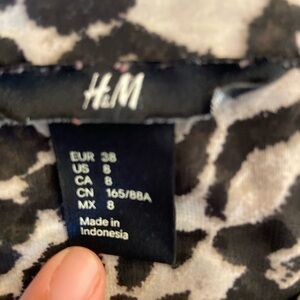 H&M
EUR 38
US 8
CA 8
CN 165/88A
MX 8
Made in
Indonesia